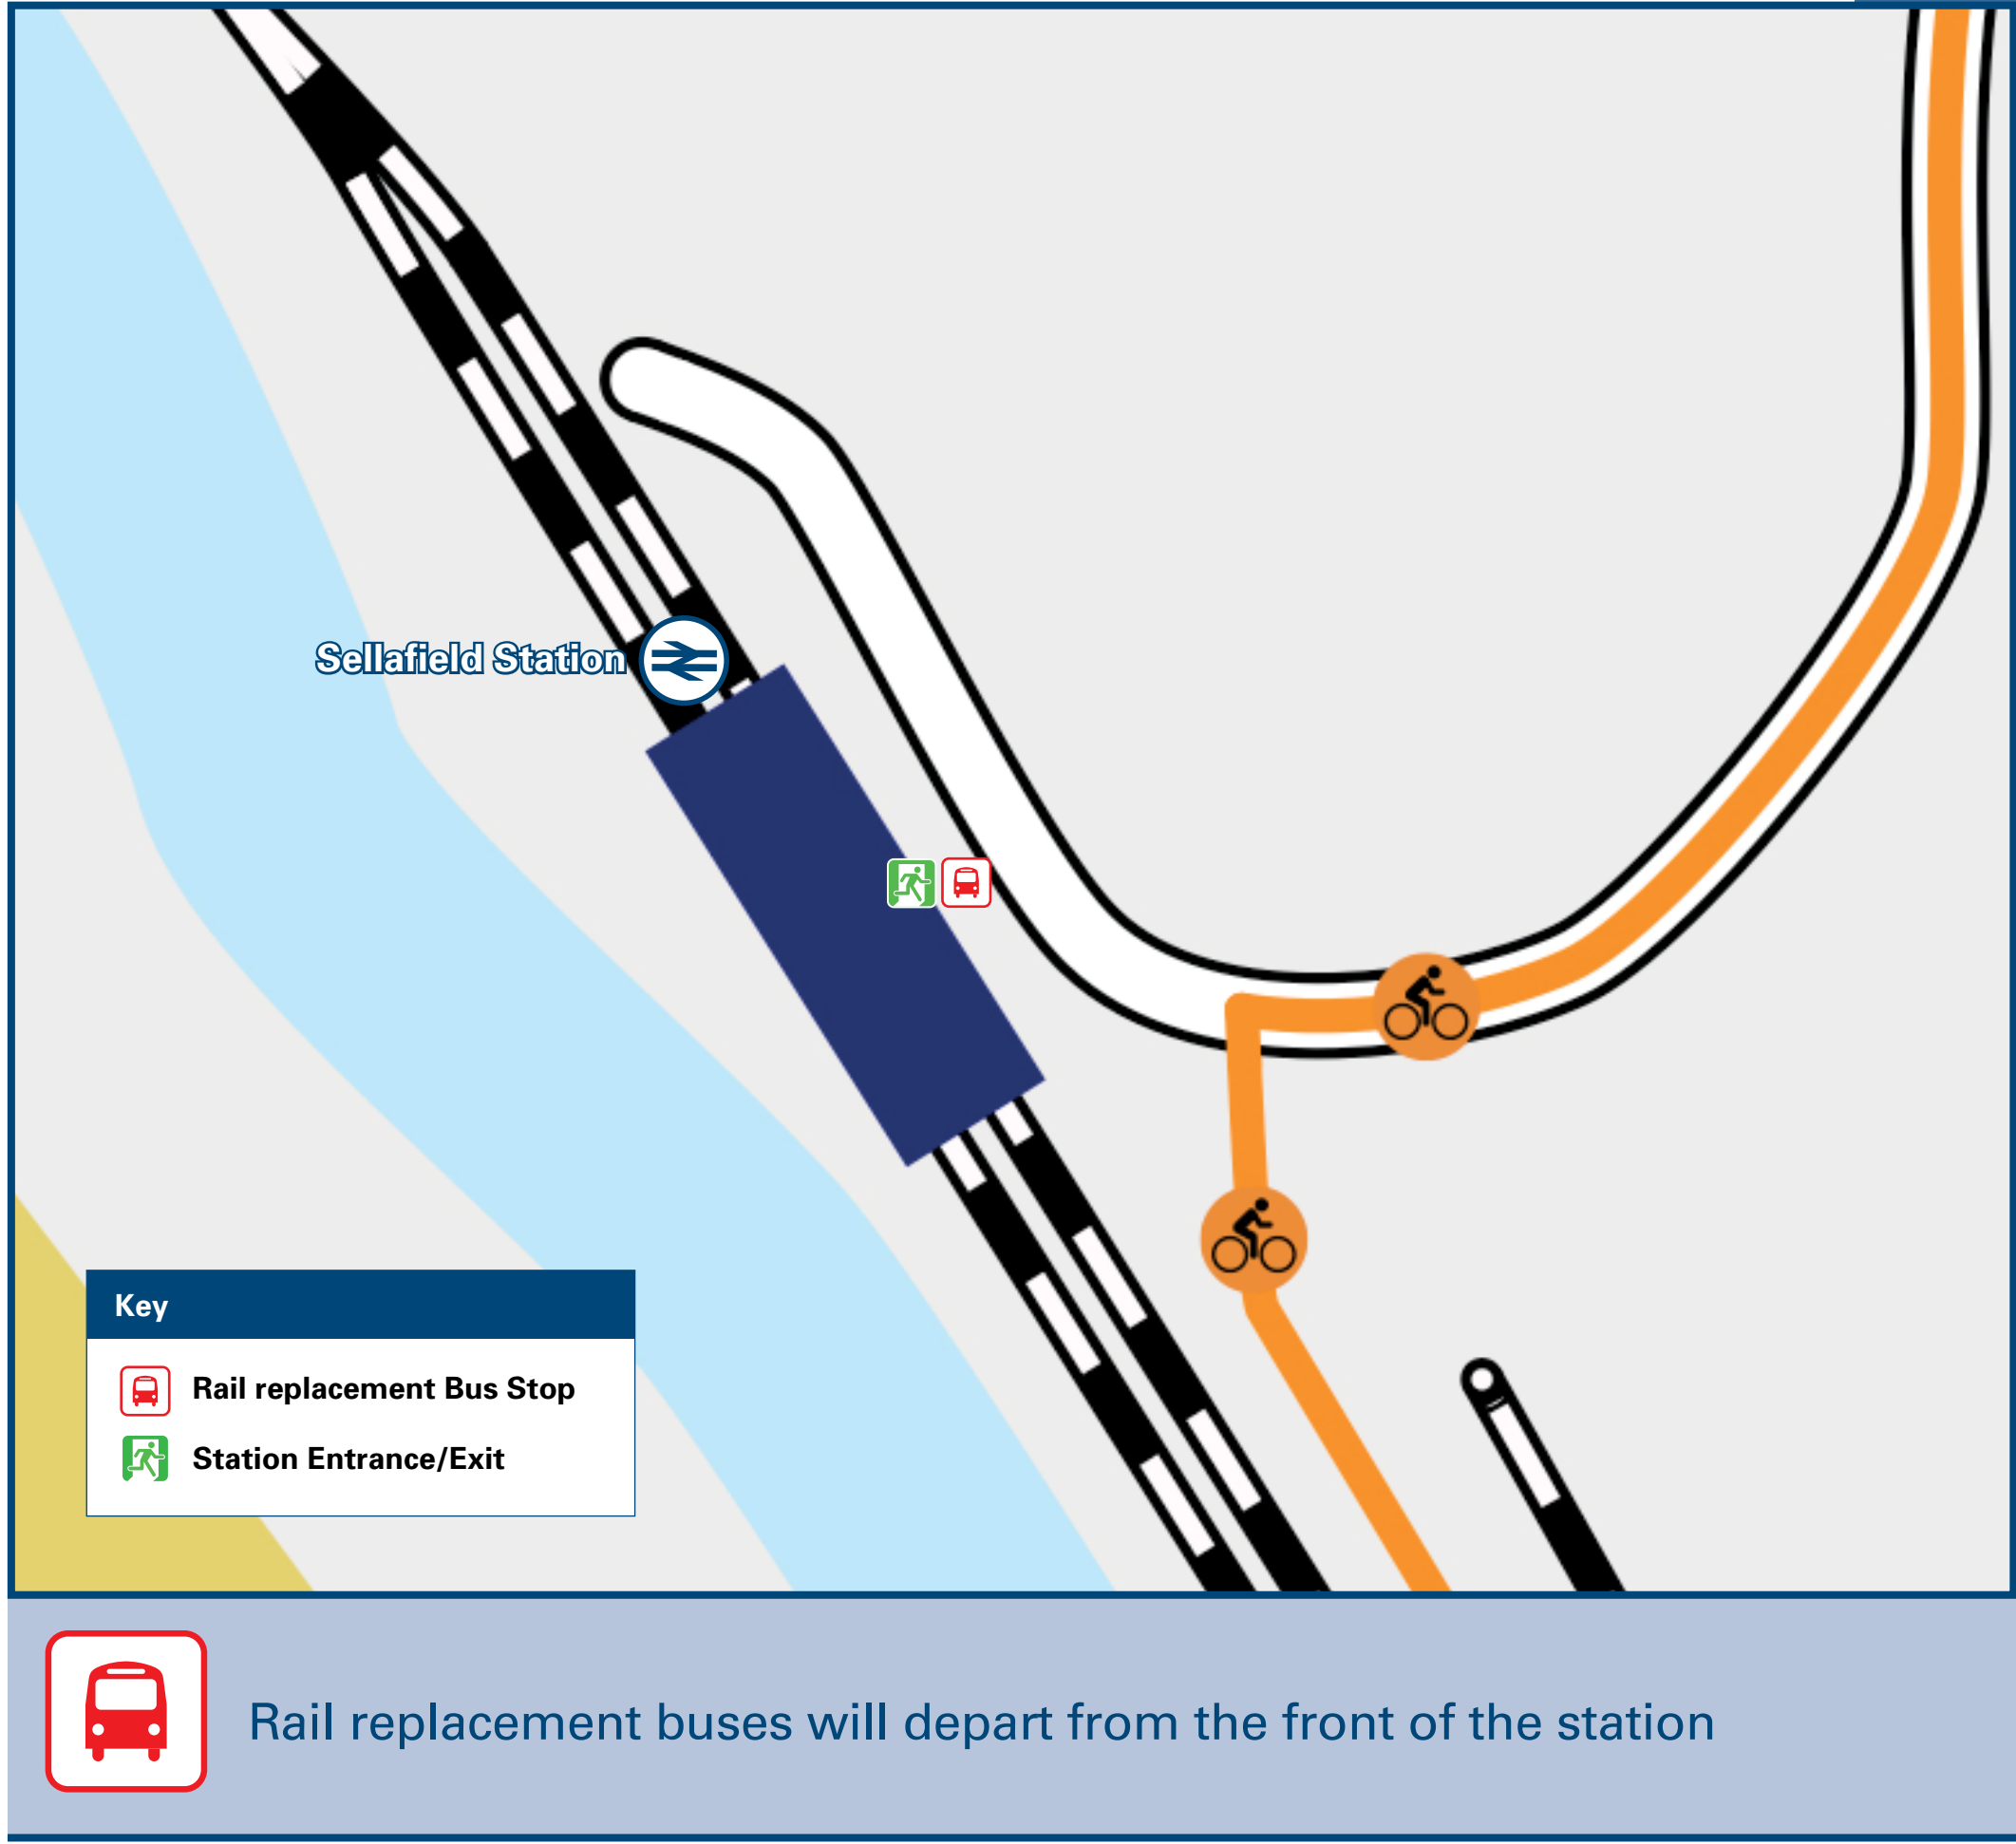 Sellafield Station
Key
Rail replacement Bus Stop
Station Entrance/Exit
Rail replacement buses will depart from the front of the station